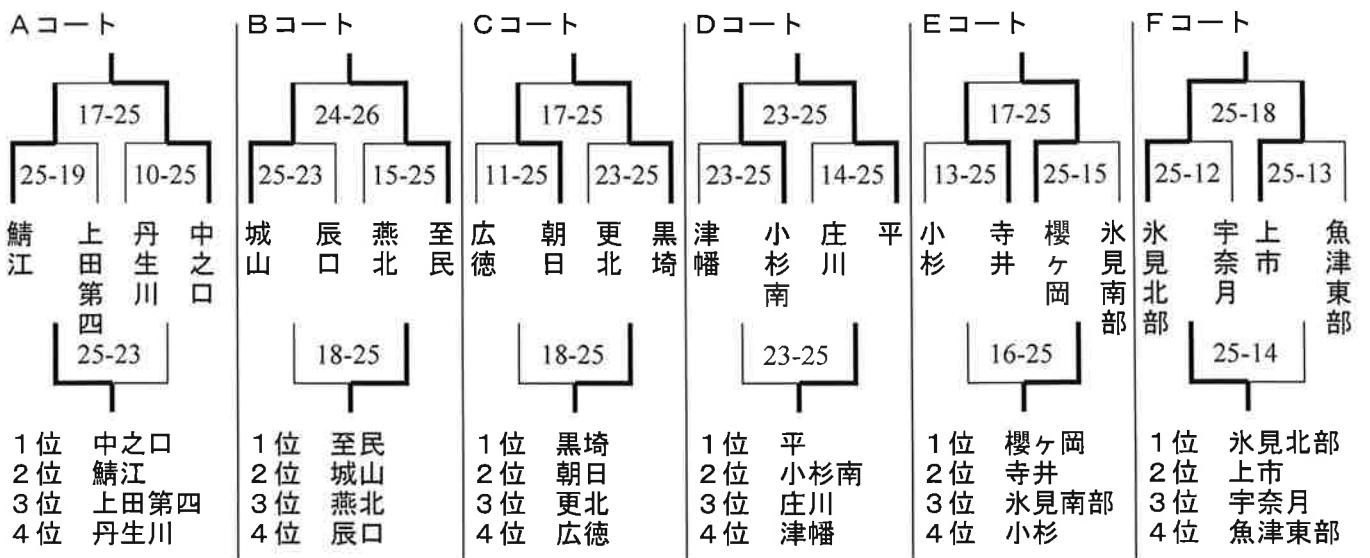 Aコート
17-25
25-19
10-25
鯖江
上田第四
丹生川
中之口
25-23
1位 中之口
2位 鯖江
3位 上田第四
4位 丹生川
Bコート
24-26
25-23
15-25
城山
辰口
燕北
至民
18-25
1位 至民
2位 城山
3位 燕北
4位 辰口
Cコート
17-25
11-25
23-25
広徳
朝日
更北
黒埼
18-25
1位 黒埼
2位 朝日
3位 更北
4位 広徳
Dコート
23-25
23-25
14-25
津幡
小杉南
庄川
平
23-25
1位 平
2位 小杉南
3位 庄川
4位 津幡
Eコート
17-25
13-25
25-15
小杉
寺井
櫻ヶ岡
氷見南部
16-25
1位 櫻ヶ岡
2位 寺井
3位 氷見南部
4位 小杉
Fコート
25-18
25-12
25-13
氷見北部
宇奈月
上市
魚津東部
25-14
1位 氷見北部
2位 上市
3位 宇奈月
4位 魚津東部